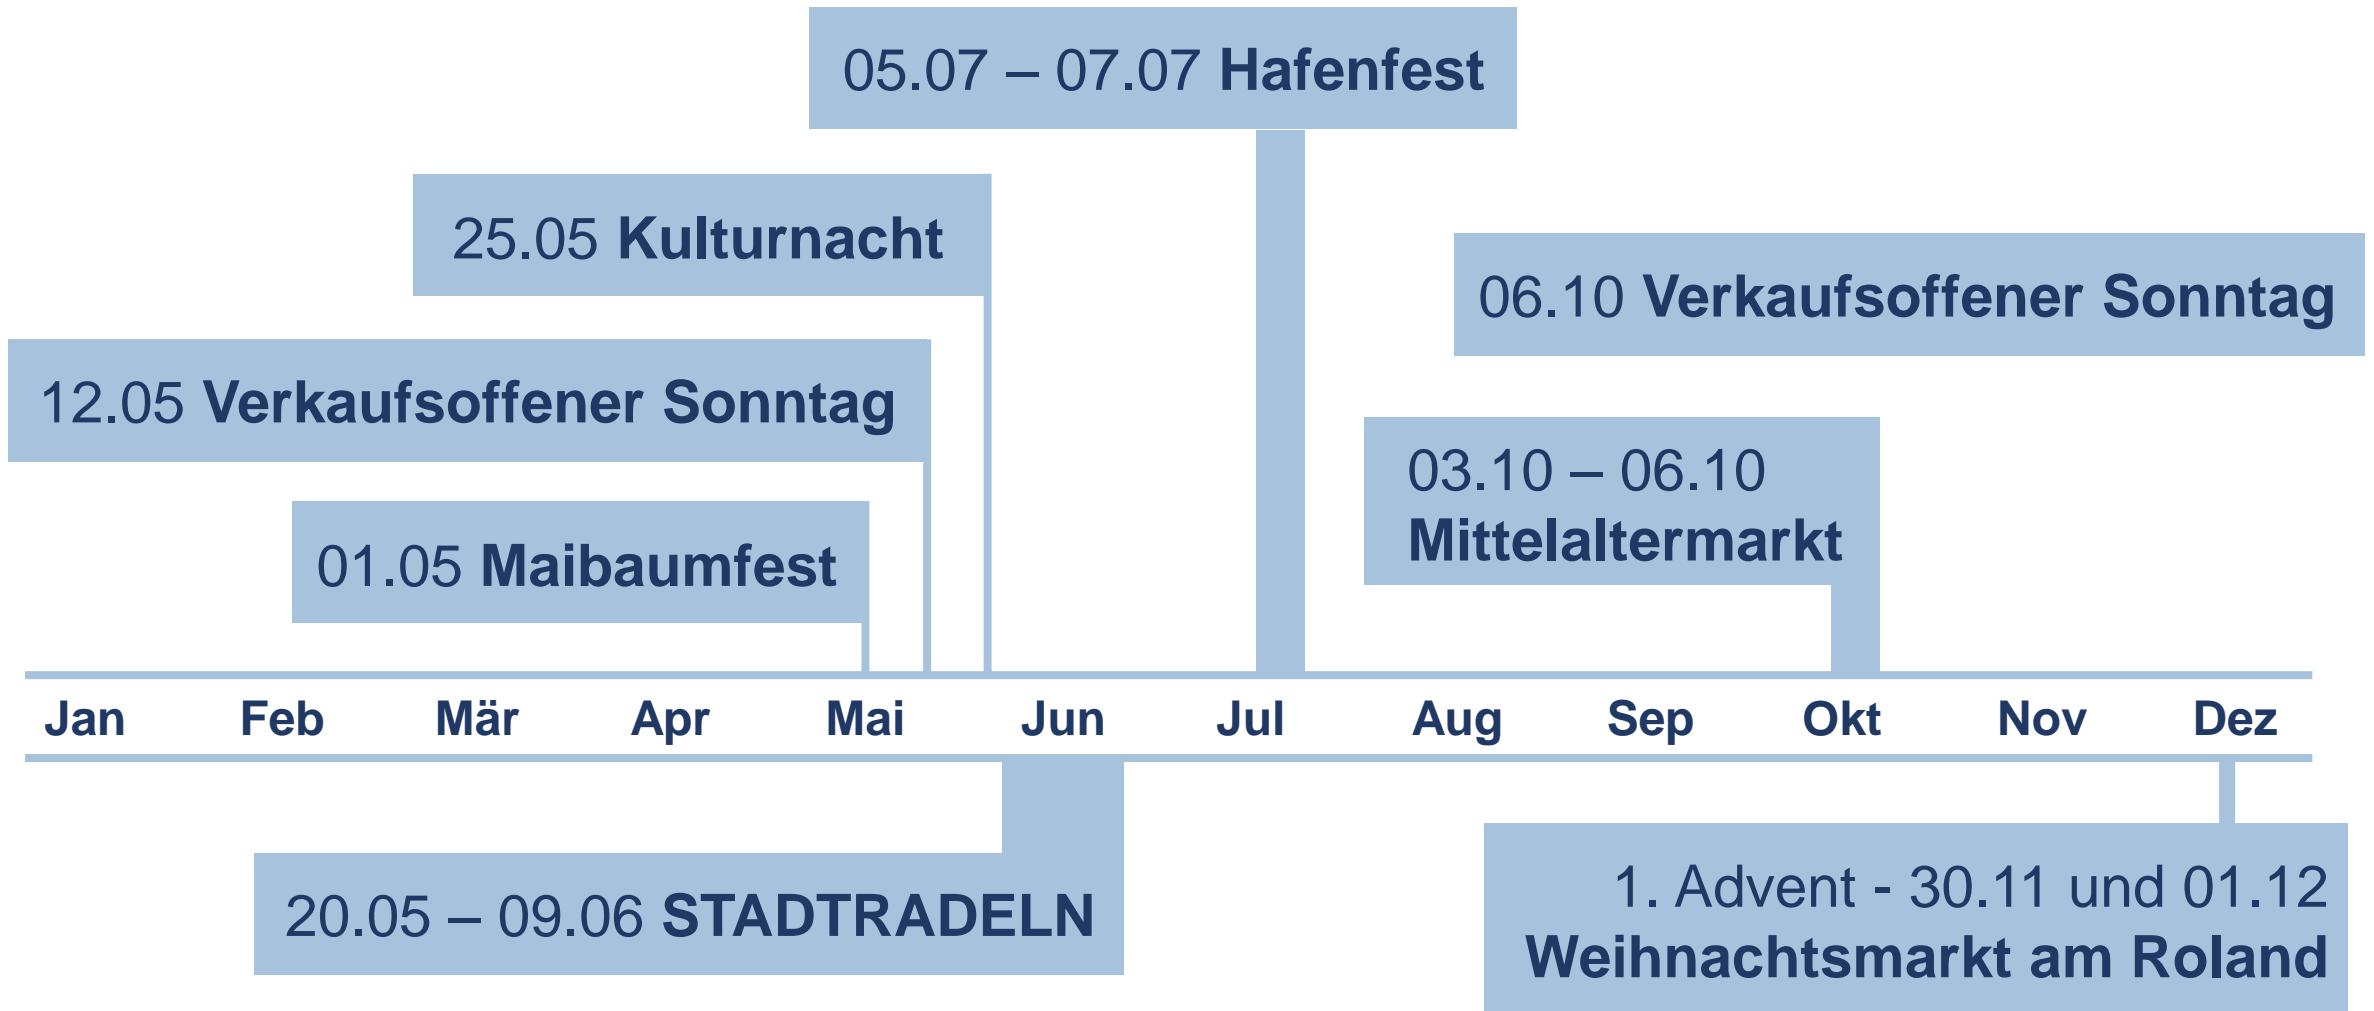 05.07 – 07.07 Hafenfest
25.05 Kulturnacht
06.10 Verkaufsoffener Sonntag
12.05 Verkaufsoffener Sonntag
03.10 – 06.10
Mittelaltermarkt
01.05 Maibaumfest
Jan Feb Mär Apr Mai Jun Jul Aug Sep Okt Nov Dez
20.05 – 09.06 STADTRADELN
1. Advent - 30.11 und 01.12
Weihnachtsmarkt am Roland